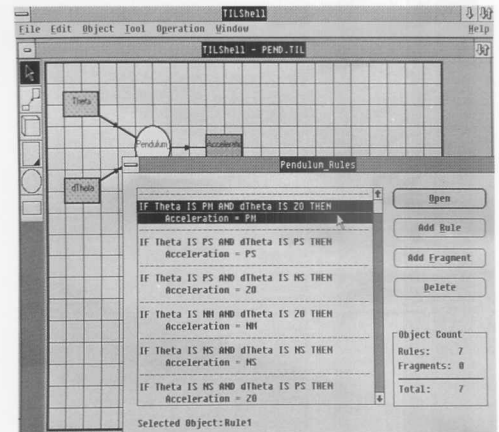 TILShell
File Edit Object Tool Operation Window Help
TILShell - PEND.TIL
Theta
Pendulum
Accelerate
dTheta
Pendulum_Rules
IF Theta IS PM AND dTheta IS ZO THEN
Acceleration = PM
IF Theta IS PS AND dTheta IS PS THEN
Acceleration = PS
IF Theta IS PS AND dTheta IS NS THEN
Acceleration = ZO
IF Theta IS NM AND dTheta IS ZO THEN
Acceleration = NM
IF Theta IS NS AND dTheta IS NS THEN
Acceleration = NS
IF Theta IS NS AND dTheta IS PS THEN
Acceleration = ZO
Open
Add Rule
Add Fragment
Delete
Object Count
Rules: 7
Fragments: 0
Total: 7
Selected Object:Rule1